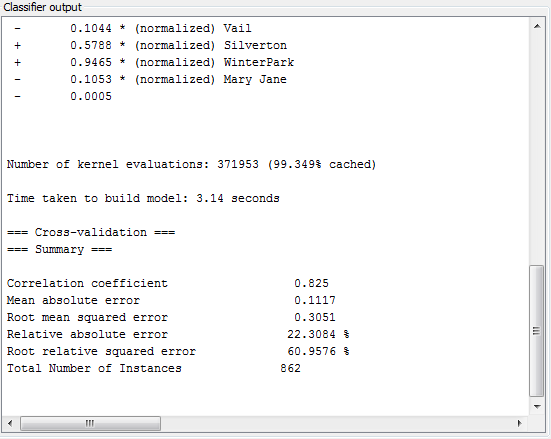 Classifier output
- 0.1044 * (normalized) Vail
+ 0.5788 * (normalized) Silverton
+ 0.9465 * (normalized) WinterPark
- 0.1053 * (normalized) Mary Jane
- 0.0005
Number of kernel evaluations: 371953 (99.349% cached)
Time taken to build model: 3.14 seconds
=== Cross-validation ===
=== Summary ===
Correlation coefficient 0.825
Mean absolute error 0.1117
Root mean squared error 0.3051
Relative absolute error 22.3084 %
Root relative squared error 60.9576 %
Total Number of Instances 862